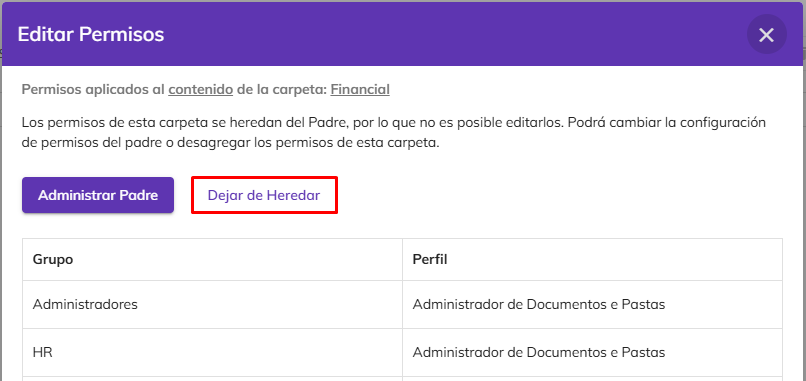 Editar Permisos
Permisos aplicados al contenido de la carpeta: Financial
Los permisos de esta carpeta se heredan del Padre, por lo que no es posible editarlos. Podrá cambiar la configuración
de permisos del padre o desagregar los permisos de esta carpeta.
Administrar Padre
Dejar de Heredar
Grupo
Perfil
Administradores
Administrador de Documentos e Pastas
HR
Administrador de Documentos e Pastas